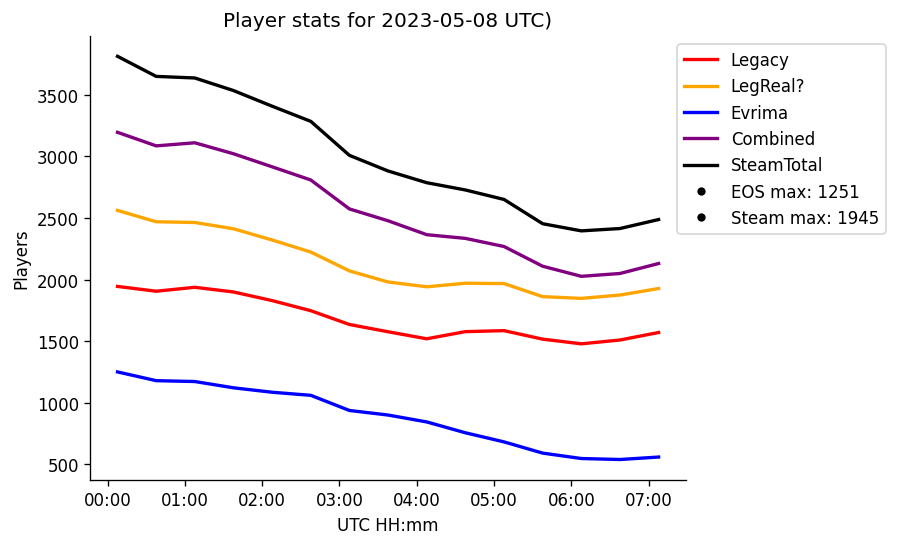 Player stats for 2023-05-08 UTC)
Legacy
LegReal?
Evrima
Combined
SteamTotal
EOS max: 1251
Steam max: 1945
Players
3500
3000
2500
2000
1500
1000
500
00:00 01:00 02:00 03:00 04:00 05:00 06:00 07:00
UTC HH:mm